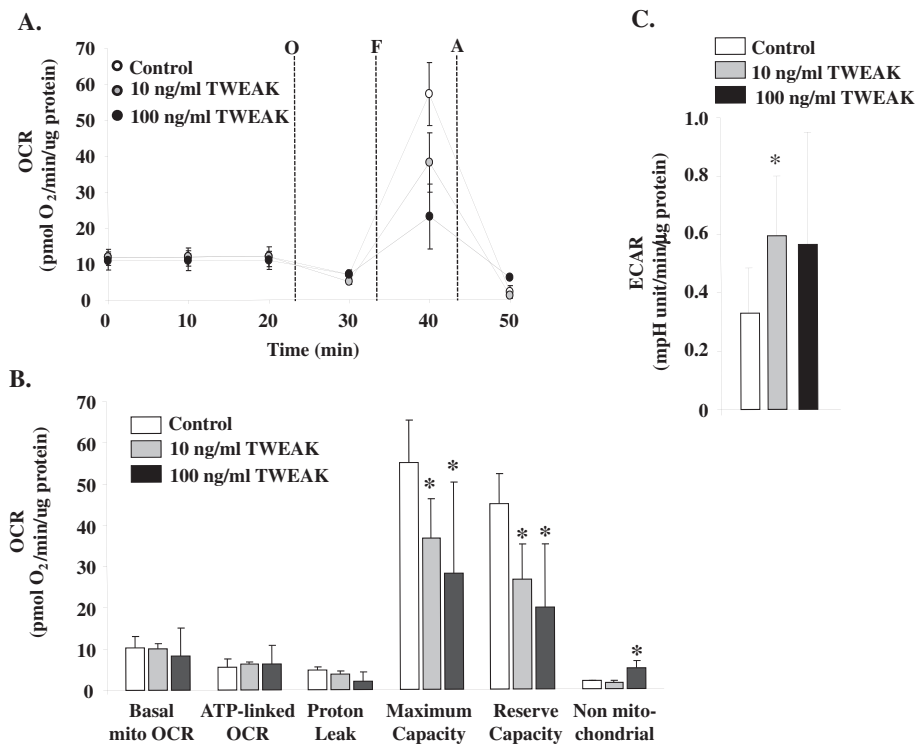 A.
O F A
70
60
50
40
30
20
10
0
Control
10 ng/ml TWEAK
100 ng/ml TWEAK
OCR
(pmol O2/min/ug protein)
0 10 20 30 40 50
Time (min)
B.
70
60
50
40
30
20
10
0
Control
10 ng/ml TWEAK
100 ng/ml TWEAK
OCR
(pmol O2/min/ug protein)
* * * * *
Basal
mito OCR
ATP-linked
OCR
Proton
Leak
Maximum
Capacity
Reserve
Capacity
Non mito-
chondrial
C.
Control
10 ng/ml TWEAK
100 ng/ml TWEAK
1.0
0.8
0.6
0.4
0.2
0
*
ECAR
(mpH unit/min/µg protein)